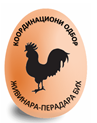 КООРДИНАЦИОНИ ОДБОР
ЖИВИНАРА-ПЕРАДАРА БИХ